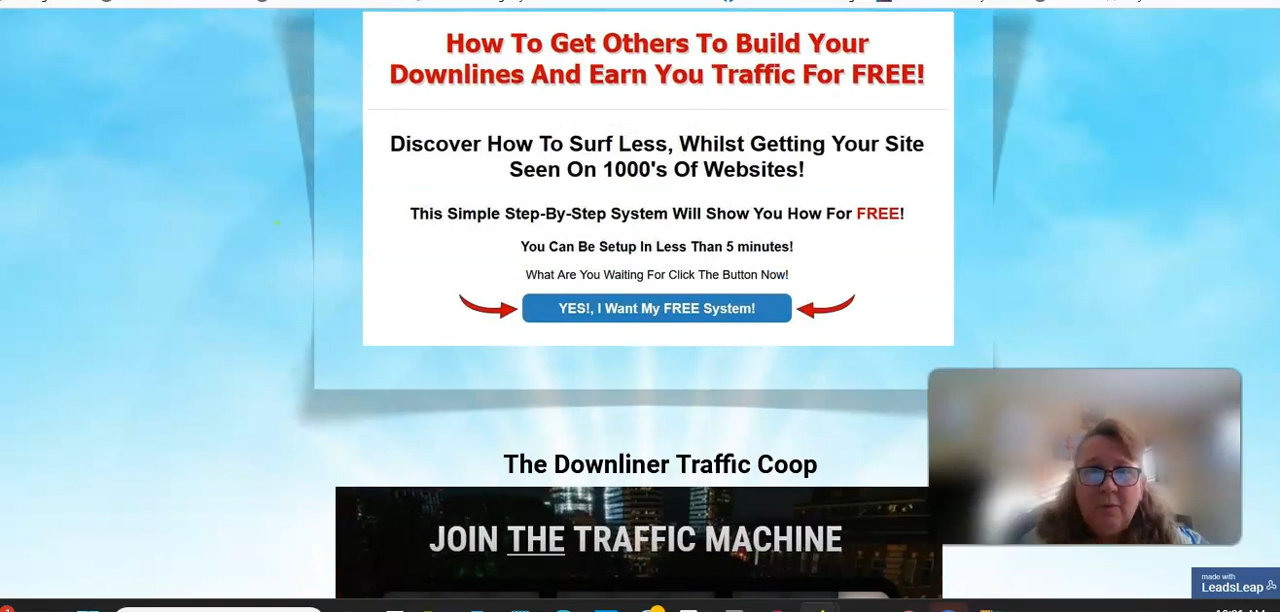 How To Get Others To Build Your
Downlines And Earn You Traffic For FREE!
Discover How To Surf Less, Whilst Getting Your Site
Seen On 1000's Of Websites!
This Simple Step-By-Step System Will Show You How For FREE!
You Can Be Setup In Less Than 5 minutes!
What Are You Waiting For Click The Button Now!
YES!, I Want My FREE System!
The Downliner Traffic Coop
JOIN THE TRAFFIC MACHINE
made with
LeadsLeap